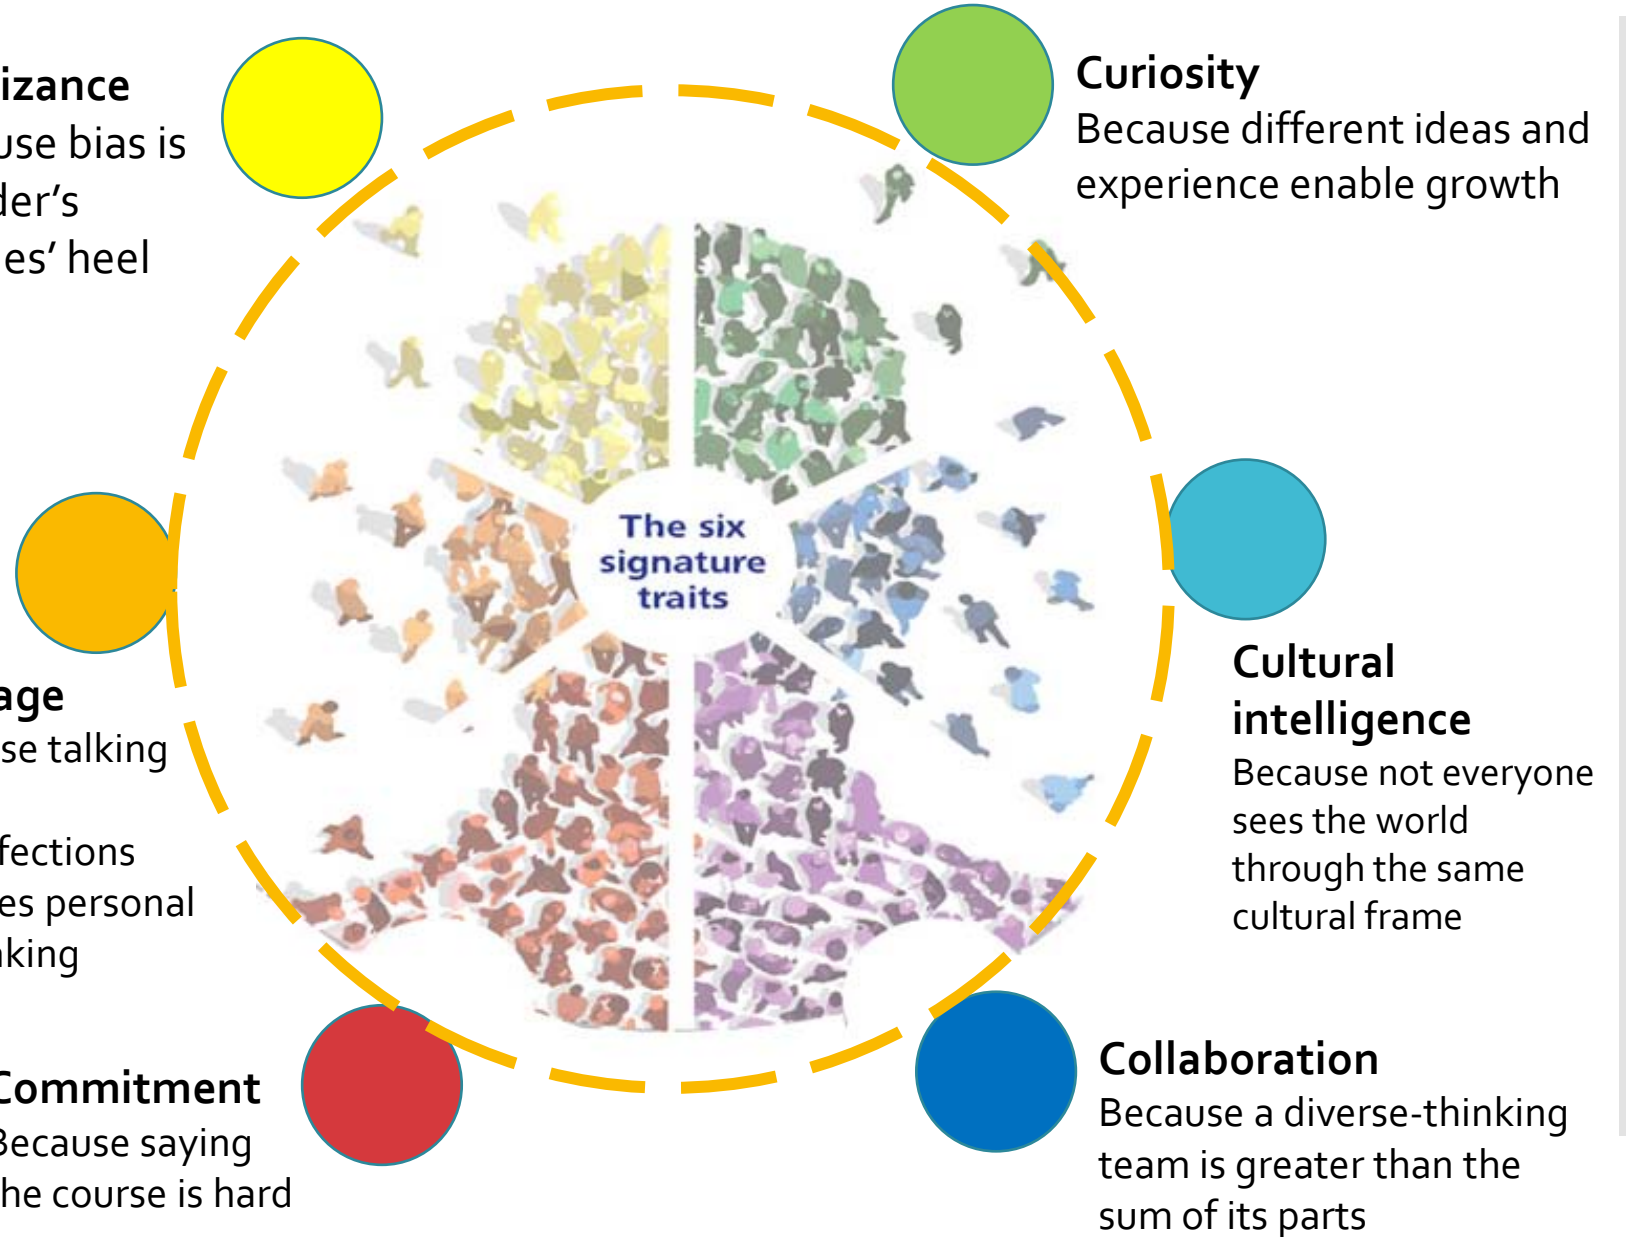 izance
use bias is
der's
es' heel
Curiosity
Because different ideas and
experience enable growth
The six
signature
traits
age
se talking
fections
es personal
king
Cultural
intelligence
Because not everyone
sees the world
through the same
cultural frame
Commitment
Because saying
he course is hard
Collaboration
Because a diverse-thinking
team is greater than the
sum of its parts